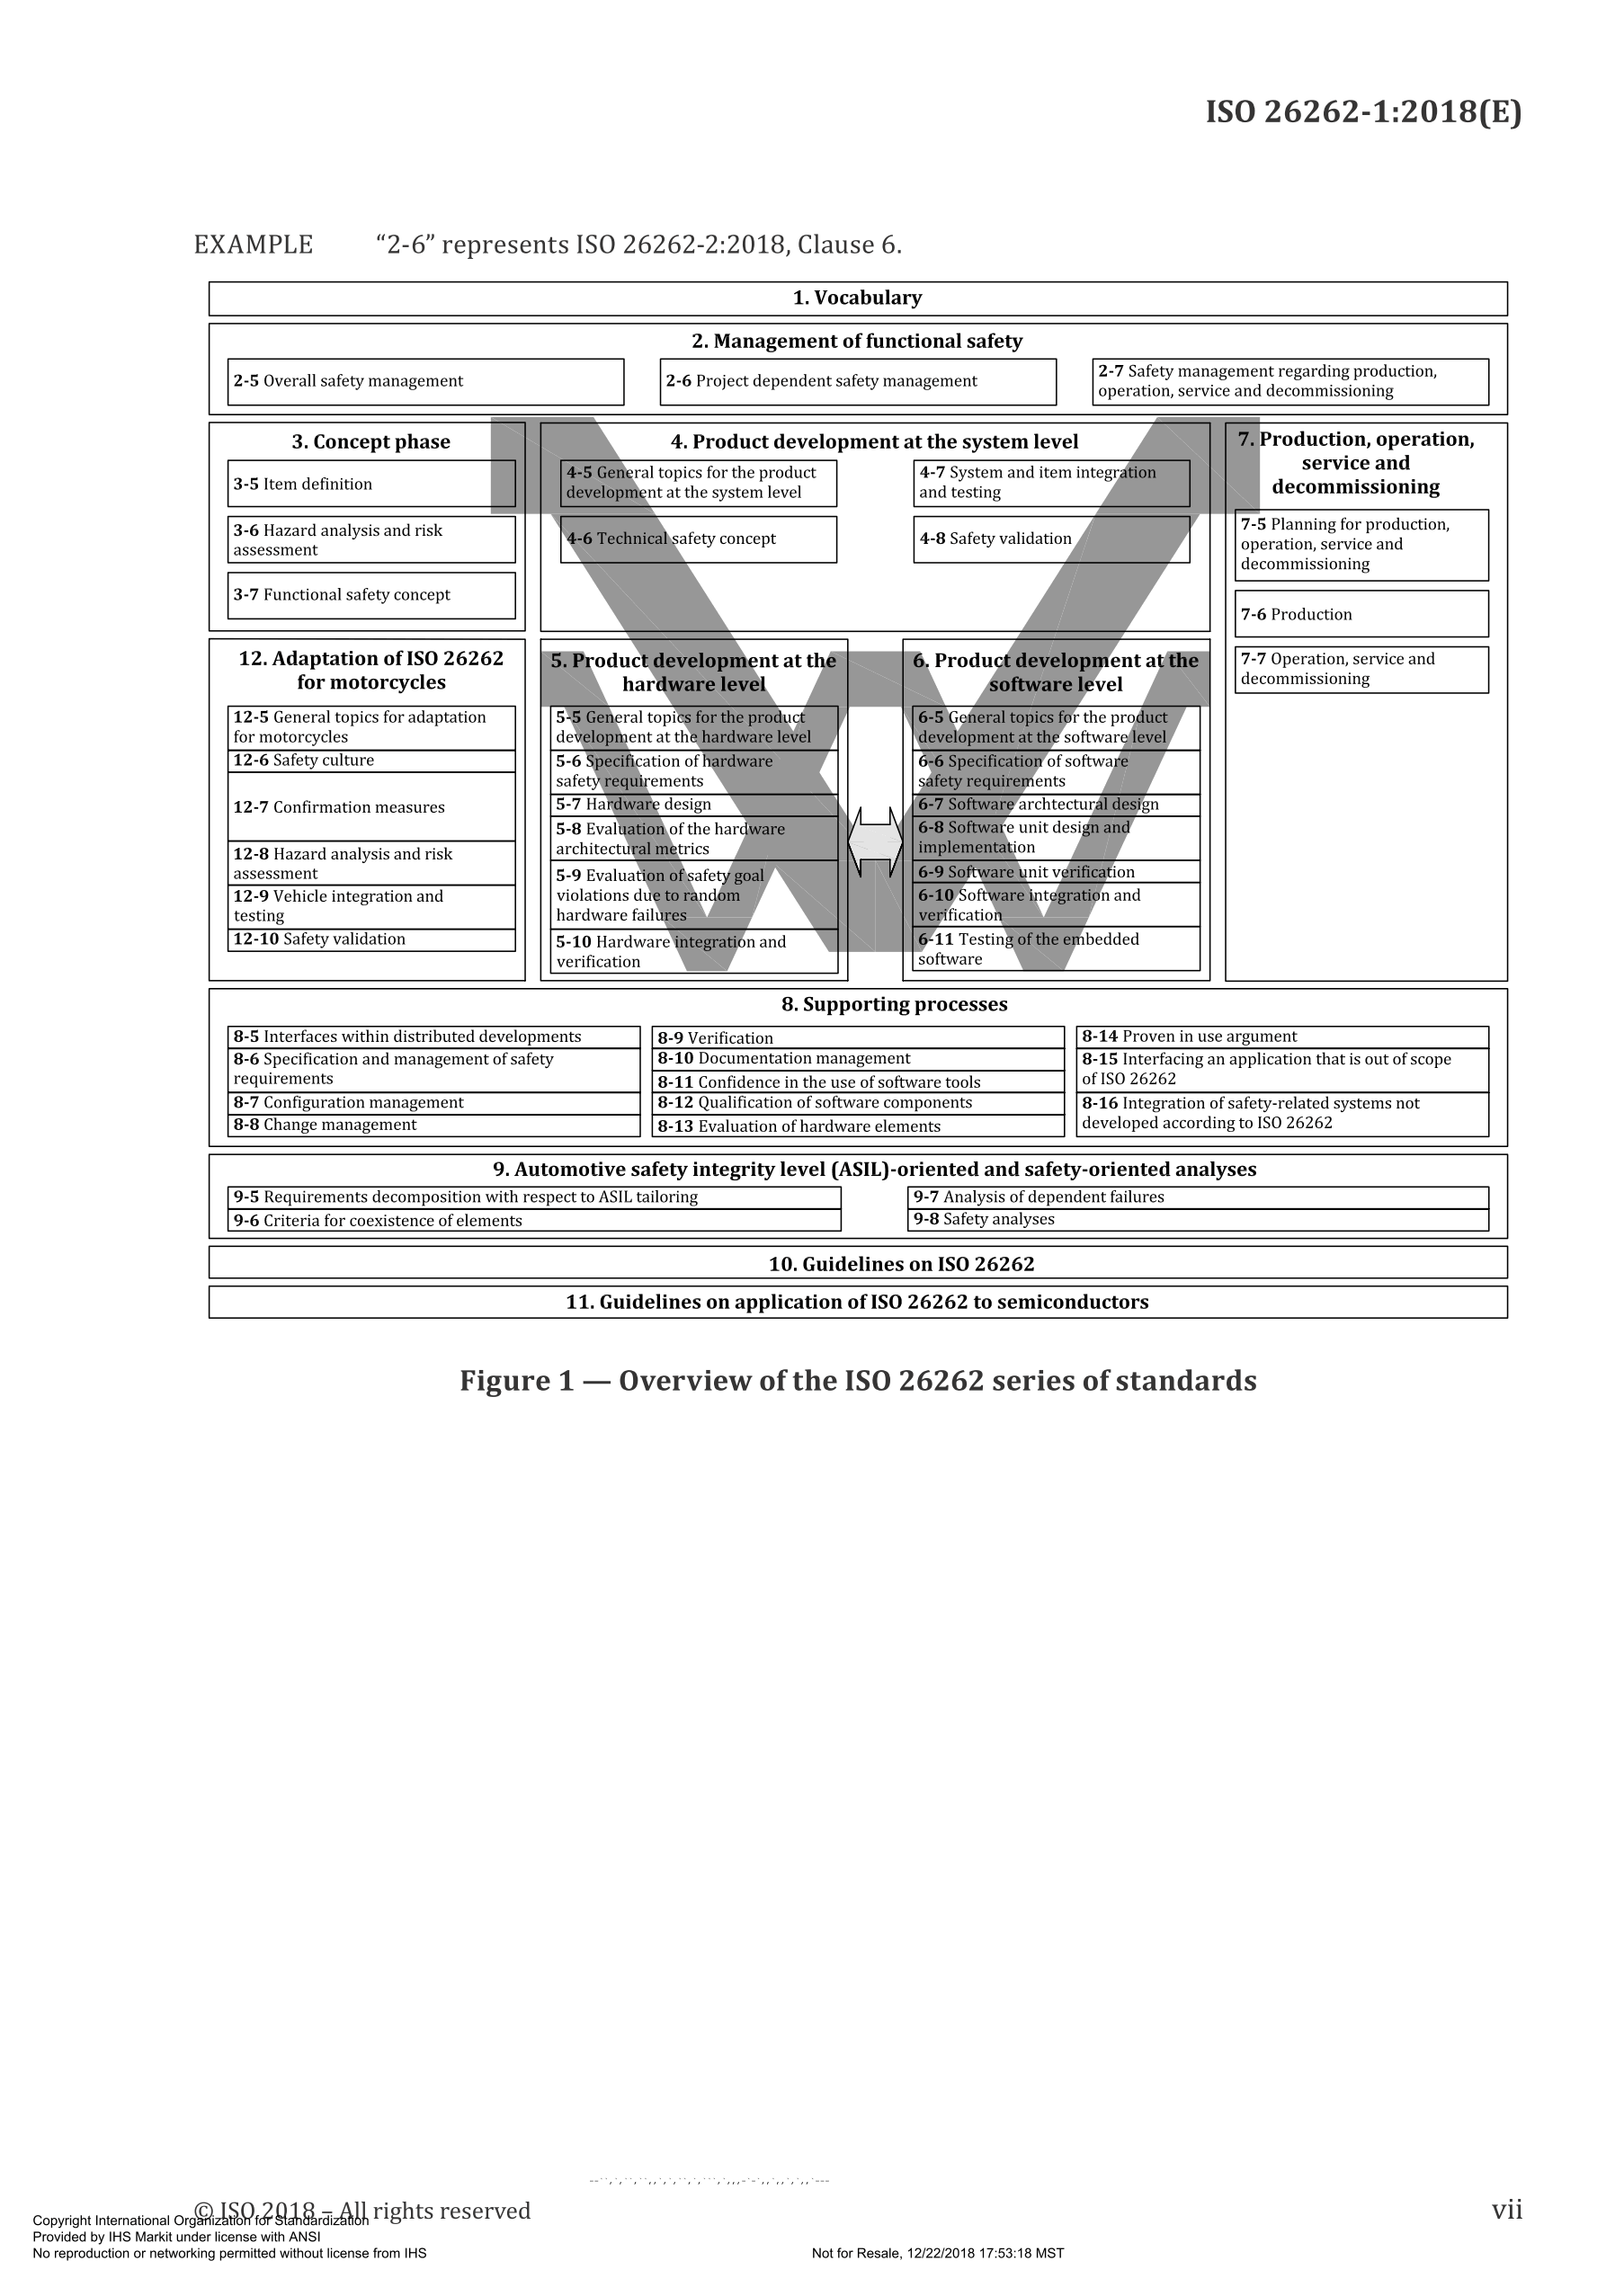 ISO 26262-1:2018(E)
EXAMPLE “2-6” represents ISO 26262-2:2018, Clause 6.
1. Vocabulary
2. Management of functional safety
2-5 Overall safety management
2-6 Project dependent safety management
2-7 Safety management regarding production,
operation, service and decommissioning
3. Concept phase
3-5 Item definition
3-6 Hazard analysis and risk
assessment
3-7 Functional safety concept
4. Product development at the system level
4-5 General topics for the product
development at the system level
4-6 Technical safety concept
4-7 System and item integration
and testing
4-8 Safety validation
7. Production, operation,
service and
decommissioning
7-5 Planning for production,
operation, service and
decommissioning
7-6 Production
7-7 Operation, service and
decommissioning
12. Adaptation of ISO 26262
for motorcycles
12-5 General topics for adaptation
for motorcycles
12-6 Safety culture
12-7 Confirmation measures
12-8 Hazard analysis and risk
assessment
12-9 Vehicle integration and
testing
12-10 Safety validation
5. Product development at the
hardware level
5-5 General topics for the product
development at the hardware level
5-6 Specification of hardware
safety requirements
5-7 Hardware design
5-8 Evaluation of the hardware
architectural metrics
5-9 Evaluation of safety goal
violations due to random
hardware failures
5-10 Hardware integration and
verification
6. Product development at the
software level
6-5 General topics for the product
development at the software level
6-6 Specification of software
safety requirements
6-7 Software archtectural design
6-8 Software unit design and
implementation
6-9 Software unit verification
6-10 Software integration and
verification
6-11 Testing of the embedded
software
8. Supporting processes
8-5 Interfaces within distributed developments
8-6 Specification and management of safety
requirements
8-7 Configuration management
8-8 Change management
8-9 Verification
8-10 Documentation management
8-11 Confidence in the use of software tools
8-12 Qualification of software components
8-13 Evaluation of hardware elements
8-14 Proven in use argument
8-15 Interfacing an application that is out of scope
of ISO 26262
8-16 Integration of safety-related systems not
developed according to ISO 26262
9. Automotive safety integrity level (ASIL)-oriented and safety-oriented analyses
9-5 Requirements decomposition with respect to ASIL tailoring
9-6 Criteria for coexistence of elements
9-7 Analysis of dependent failures
9-8 Safety analyses
10. Guidelines on ISO 26262
11. Guidelines on application of ISO 26262 to semiconductors
Figure 1 — Overview of the ISO 26262 series of standards
© ISO 2018 – All rights reserved
vii
Copyright International Organization for Standardization
Provided by IHS Markit under license with ANSI
No reproduction or networking permitted without license from IHS
Not for Resale, 12/22/2018 17:53:18 MST